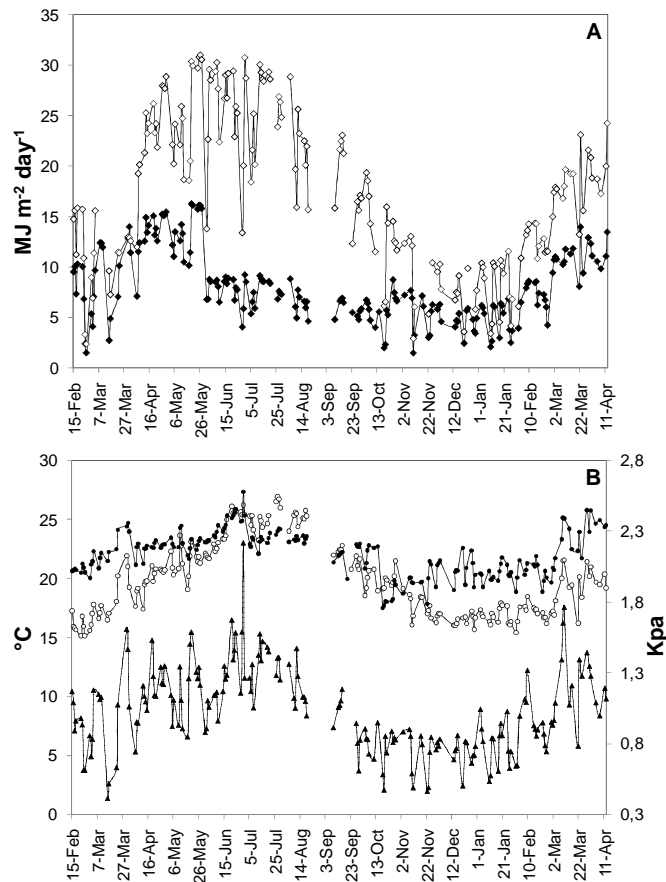 A
35
30
25
20
15
10
5
0
MJ m-2 day-1
15-Feb
7-Mar
27-Mar
16-Apr
6-May
26-May
15-Jun
5-Jul
25-Jul
14-Aug
3-Sep
23-Sep
13-Oct
2-Nov
22-Nov
12-Dec
1-Jan
21-Jan
10-Feb
2-Mar
22-Mar
11-Apr
B
30
25
20
15
10
5
0
°C
2,8
2,3
1,8
1,3
0,8
0,3
Kpa
15-Feb
7-Mar
27-Mar
16-Apr
6-May
26-May
15-Jun
5-Jul
25-Jul
14-Aug
3-Sep
23-Sep
13-Oct
2-Nov
22-Nov
12-Dec
1-Jan
21-Jan
10-Feb
2-Mar
22-Mar
11-Apr